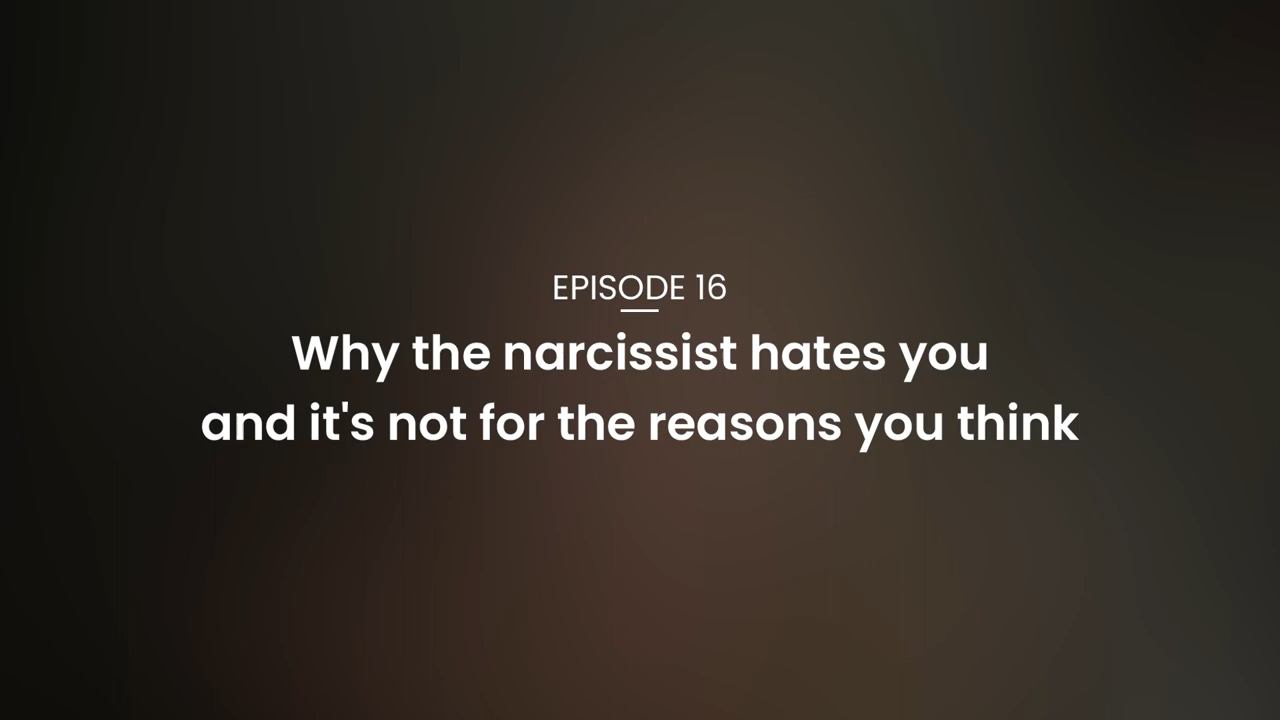 EPISODE 16
Why the narcissist hates you
and it's not for the reasons you think